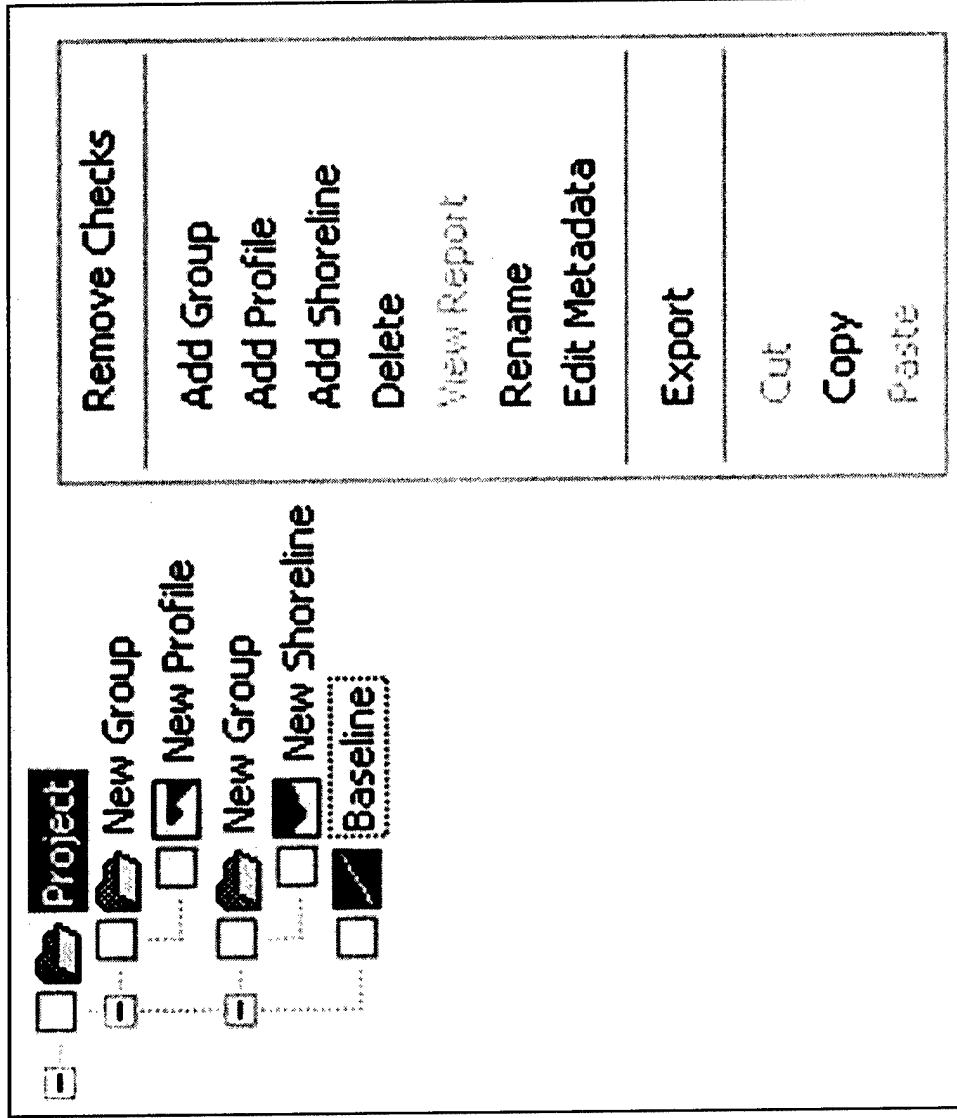 Project
New Group
New Profile
New Group
New Shoreline
Baseline
Remove Checks
Add Group
Add Profile
Add Shoreline
Delete
View Report
Rename
Edit Metadata
Export
Cut
Copy
Paste